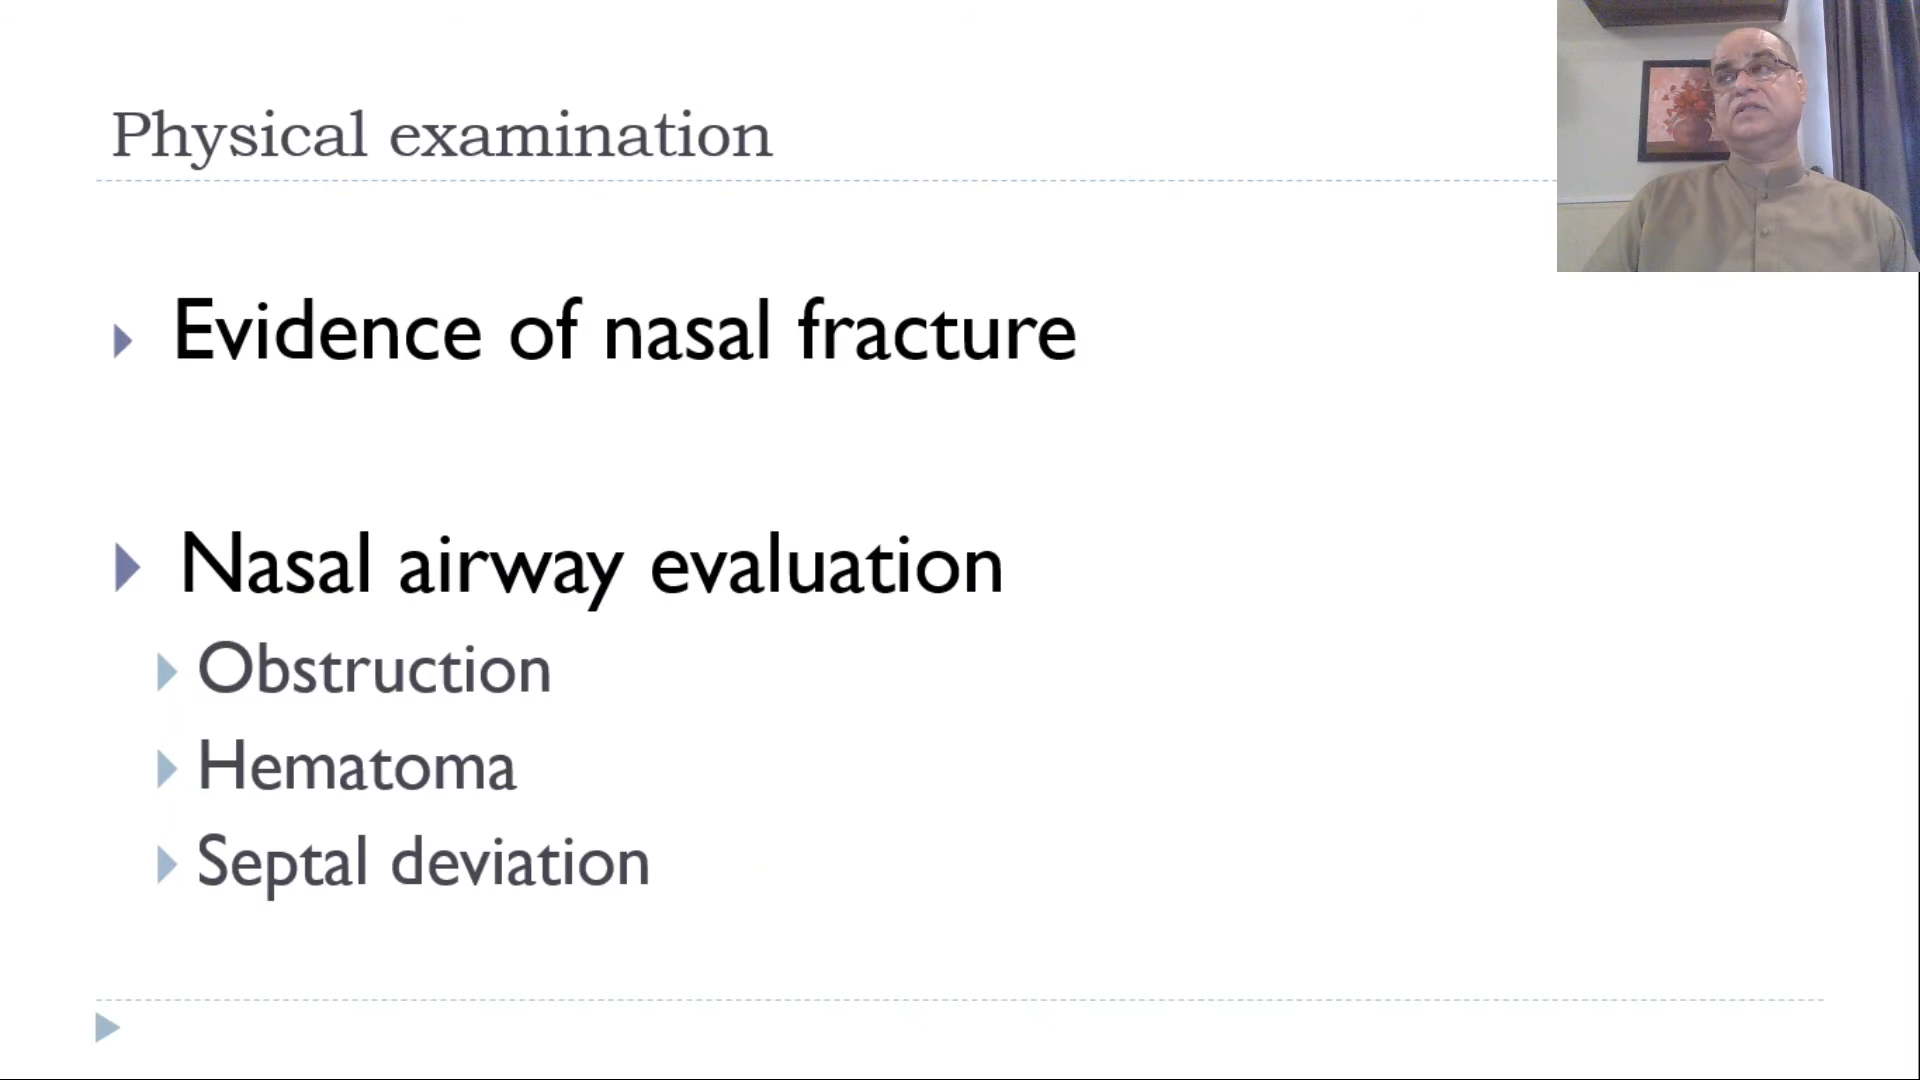 Physical examination
Evidence of nasal fracture
Nasal airway evaluation
Obstruction
Hematoma
Septal deviation